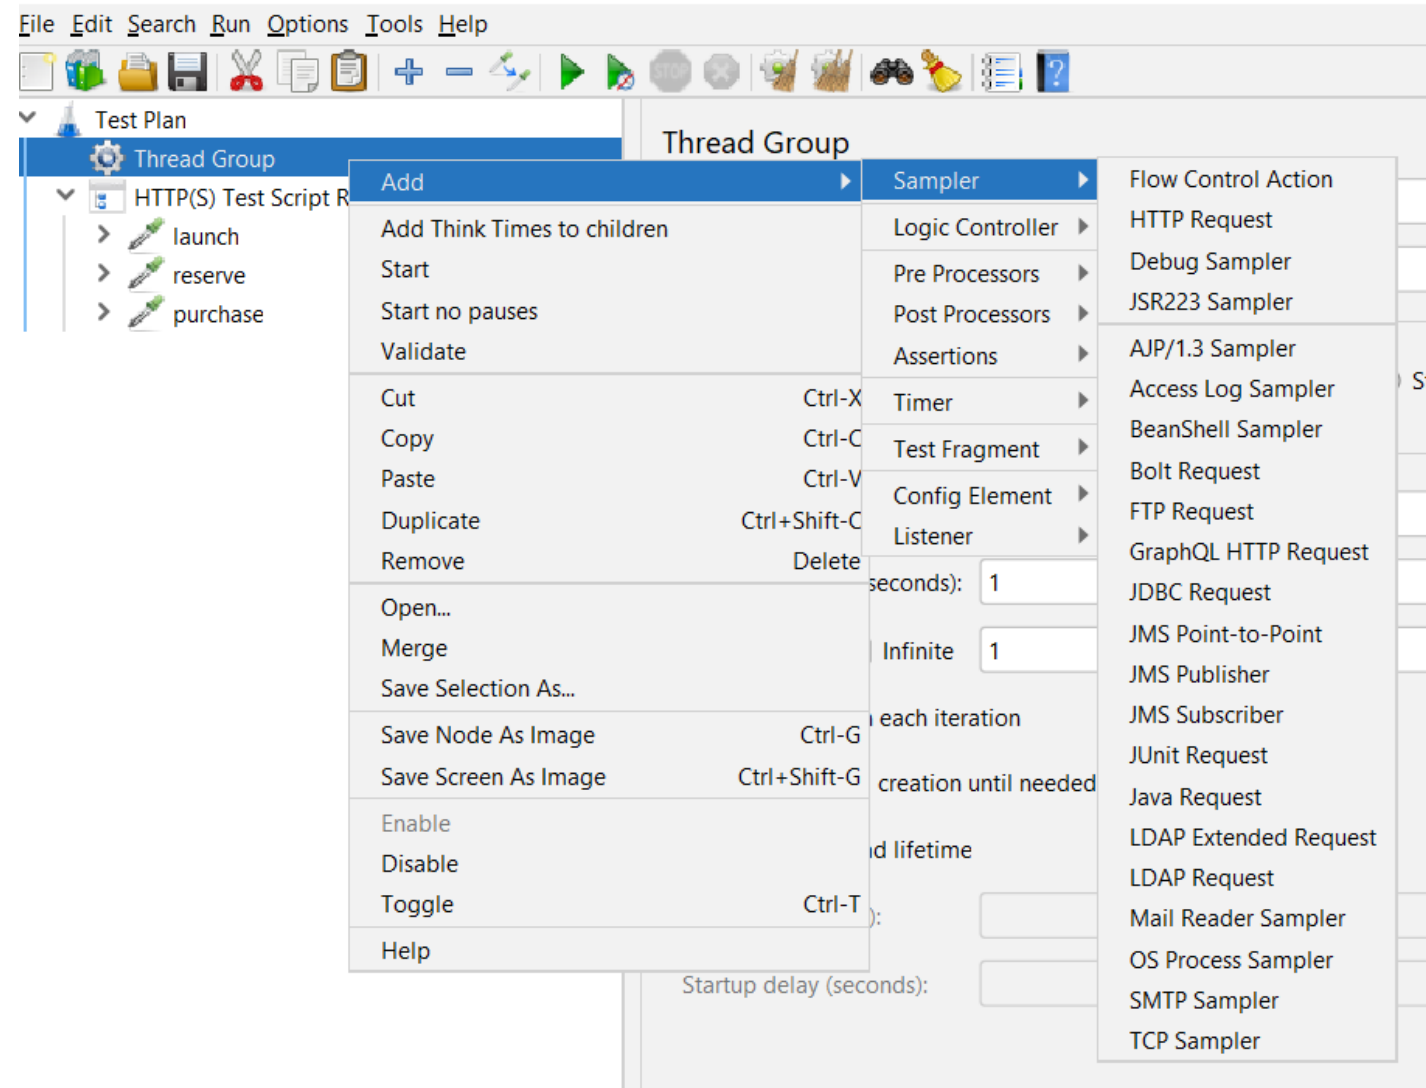 File Edit Search Run Options Tools Help
STOP
?
Test Plan
Thread Group
HTTP(S) Test Script R
launch
reserve
purchase
Thread Group
Add
Add Think Times to children
Start
Start no pauses
Validate
Cut Ctrl-X
Copy Ctrl-C
Paste Ctrl-V
Duplicate Ctrl+Shift-C
Remove Delete
Open...
Merge
Save Selection As...
Save Node As Image Ctrl-G
Save Screen As Image Ctrl+Shift-G
Enable
Disable
Toggle Ctrl-T
Help
Sampler
Logic Controller
Pre Processors
Post Processors
Assertions
Timer
Test Fragment
Config Element
Listener
Flow Control Action
HTTP Request
Debug Sampler
JSR223 Sampler
AJP/1.3 Sampler
Access Log Sampler
BeanShell Sampler
Bolt Request
FTP Request
GraphQL HTTP Request
JDBC Request
JMS Point-to-Point
JMS Publisher
JMS Subscriber
JUnit Request
Java Request
LDAP Extended Request
LDAP Request
Mail Reader Sampler
OS Process Sampler
SMTP Sampler
TCP Sampler
seconds): 1
Infinite 1
each iteration
creation until needed
lifetime
):
Startup delay (seconds):